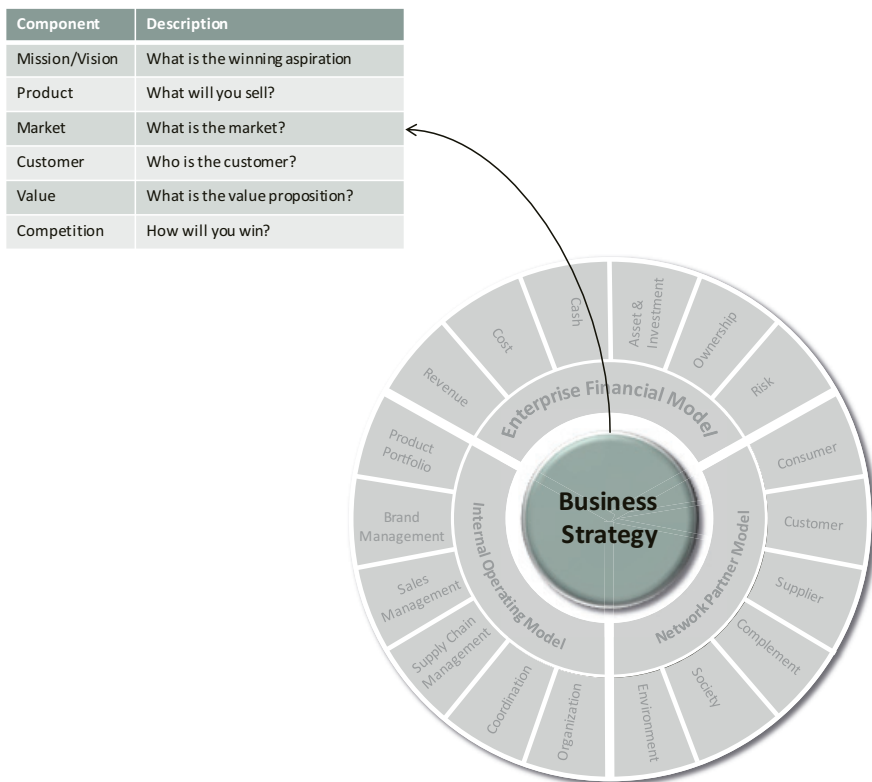 Component Description
Mission/Vision What is the winning aspiration
Product What will you sell?
Market What is the market?
Customer Who is the customer?
Value What is the value proposition?
Competition How will you win?
Revenue
Cost
Cash
Asset &
Investment
Ownership
Risk
Enterprise Financial Model
Product
Portfolio
Brand
Management
Sales
Management
Supply Chain
Management
Coordination
Organization
Internal Operating Model
Business
Strategy
Network Partner Model
Consumer
Customer
Supplier
Complement
Society
Environment